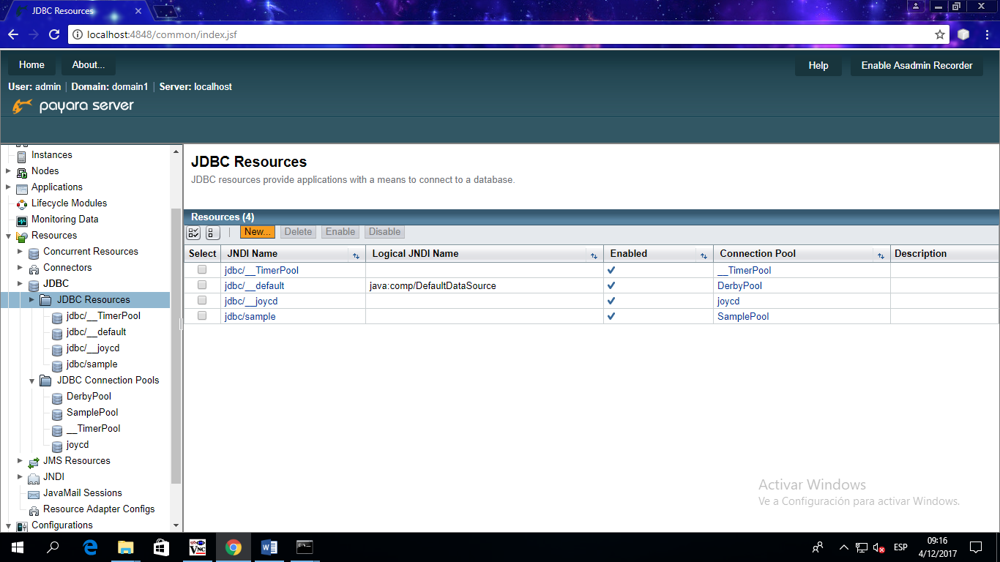 JDBC Resources
localhost:4848/common/index.jsf
Home About... Help Enable Asadmin Recorder
User: admin | Domain: domain1 | Server: localhost
payara server
Instances
Nodes
Applications
Lifecycle Modules
Monitoring Data
Resources
Concurrent Resources
Connectors
JDBC
JDBC Resources
jdbc/__TimerPool
jdbc/__default
jdbc/__joycd
jdbc/sample
JDBC Connection Pools
DerbyPool
SamplePool
__TimerPool
joycd
JMS Resources
JNDI
JavaMail Sessions
Resource Adapter Configs
Configurations
JDBC Resources
JDBC resources provide applications with a means to connect to a database.
Resources (4)
New... Delete Enable Disable
Select JNDI Name Logical JNDI Name Enabled Connection Pool Description
jdbc/__TimerPool __TimerPool
jdbc/__default java:comp/DefaultDataSource DerbyPool
jdbc/__joycd joycd
jdbc/sample SamplePool
Activar Windows
Ve a Configuración para activar Windows.
VNC
ESP
09:16
4/12/2017